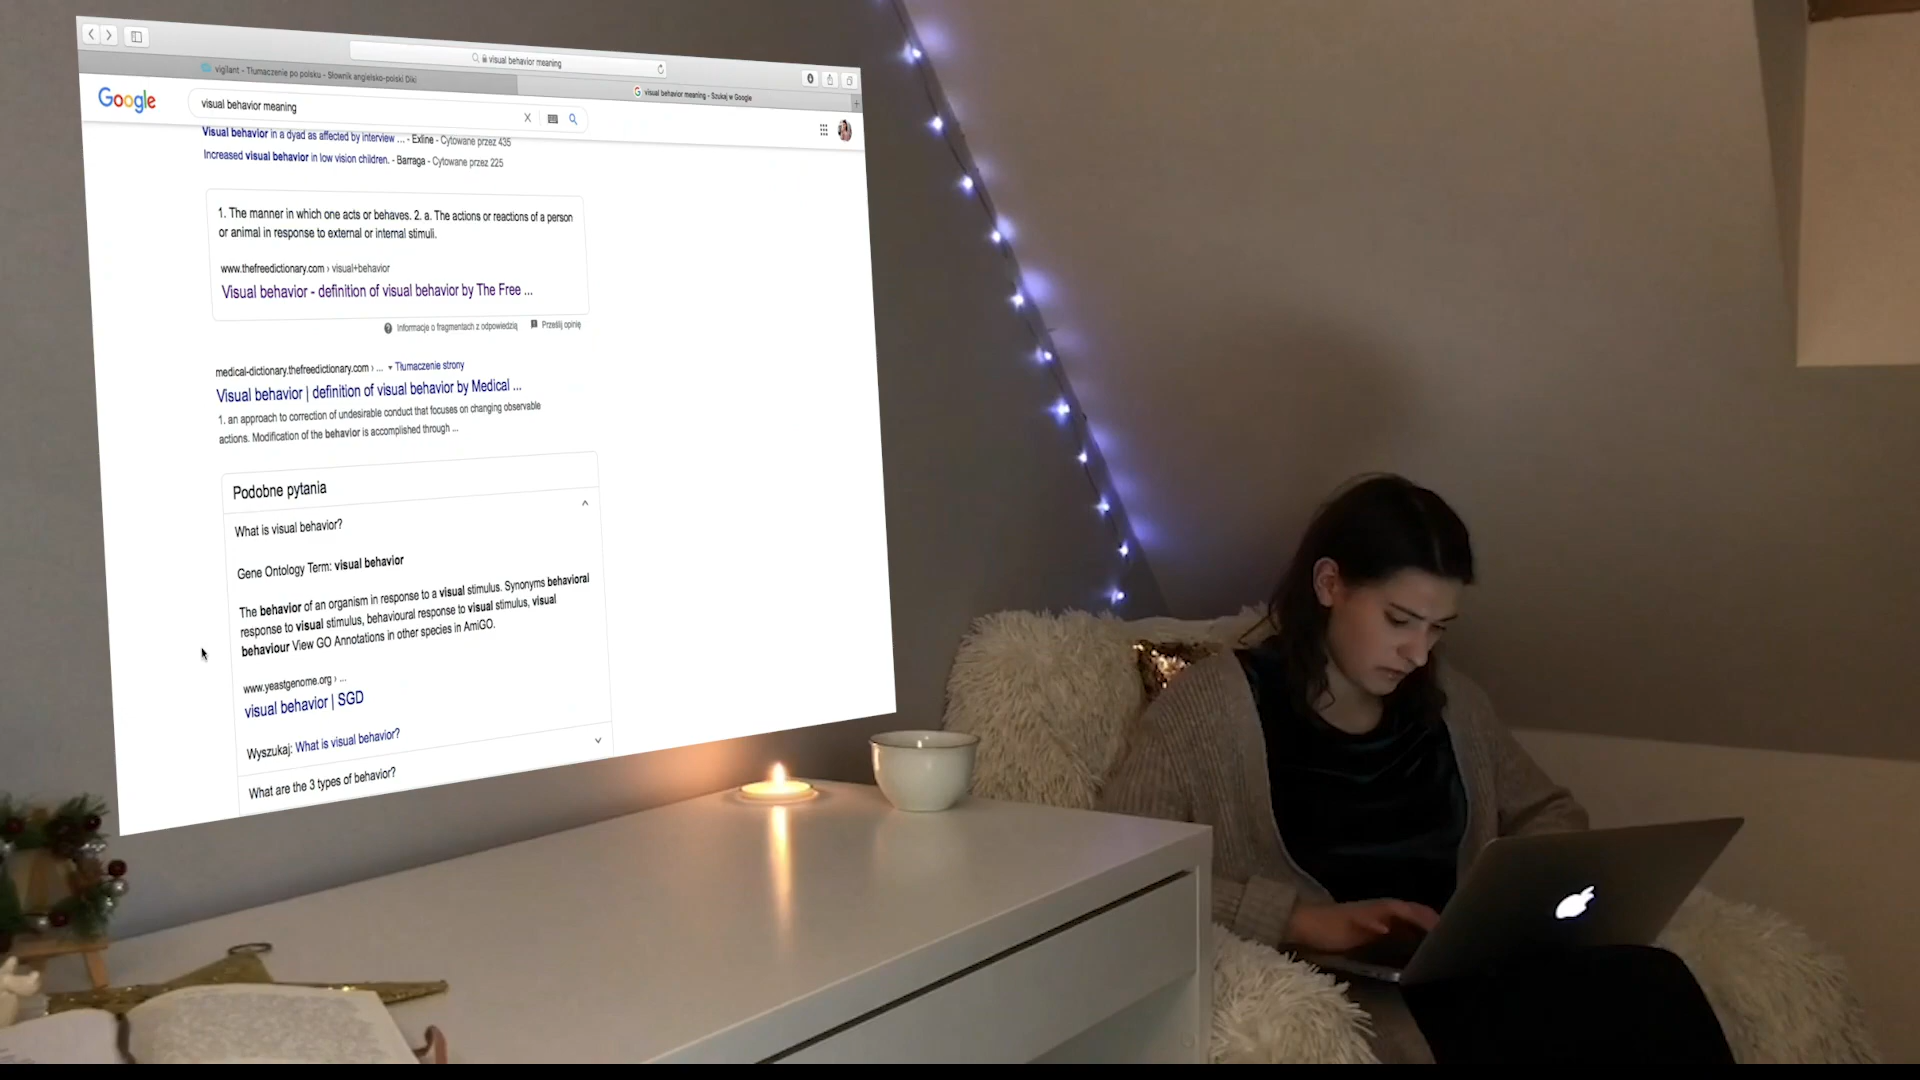 visual behavior meaning
vigilant - Tłumaczenie po polsku - Słownik angielsko-polski Diki
visual behavior meaning - Szukaj w Google
Google
visual behavior meaning
Visual behavior in a dyad as affected by interview ... - Exline - Cytowane przez 435
Increased visual behavior in low vision children. - Barraga - Cytowane przez 225
1. The manner in which one acts or behaves. 2. a. The actions or reactions of a person
or animal in response to external or internal stimuli.
www.thefreedictionary.com › visual+behavior
Visual behavior - definition of visual behavior by The Free ...
Informacje o fragmentach z odpowiedzią
Prześlij opinię
medical-dictionary.thefreedictionary.com › ... Tłumaczenie strony
Visual behavior | definition of visual behavior by Medical ...
1. an approach to correction of undesirable conduct that focuses on changing observable
actions. Modification of the behavior is accomplished through ...
Podobne pytania
What is visual behavior?
Gene Ontology Term: visual behavior
The behavior of an organism in response to a visual stimulus. Synonyms behavioral
response to visual stimulus, behavioural response to visual stimulus, visual
behaviour View GO Annotations in other species in AmiGO.
www.yeastgenome.org › ...
visual behavior | SGD
Wyszukaj: What is visual behavior?
What are the 3 types of behavior?